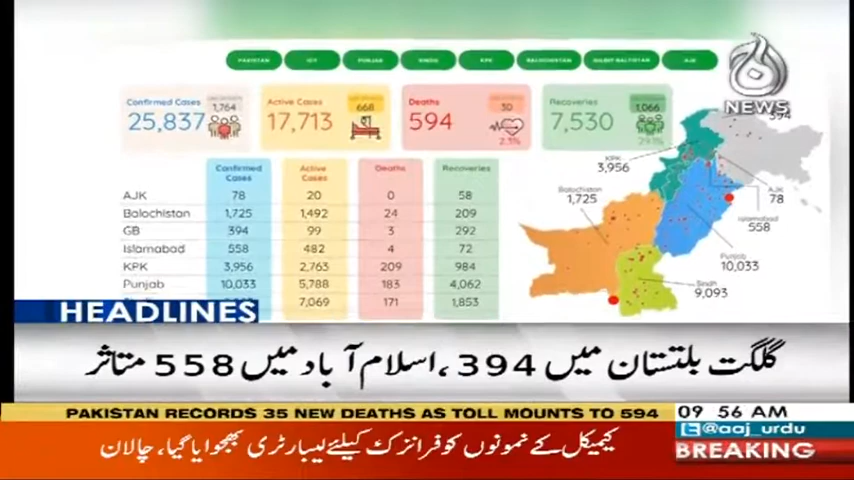 PAKISTAN ICT PUNJAB SINDH KPK BALOCHISTAN GILGIT BALTISTAN AJK
NEWS
Confirmed Cases
1,764
25,837
Active Cases
668
17,713
Deaths
30
594
2.3%
Recoveries
1,066
7,530
29.1%
Confirmed Cases Active Cases Deaths Recoveries
AJK 78 20 0 58
Balochistan 1,725 1,492 24 209
GB 394 99 3 292
Islamabad 558 482 4 72
KPK 3,956 2,763 209 984
Punjab 10,033 5,788 183 4,062
7,069 171 1,853
394
KPK
3,956
Balochistan
1,725
AJK
78
Islamabad
558
Punjab
10,033
Sindh
9,093
HEADLINES
گلگت بلتستان میں 394 ،اسلام آباد میں 558 متاثر
PAKISTAN RECORDS 35 NEW DEATHS AS TOLL MOUNTS TO 594
09 56 AM
@aaj_urdu
کیمیکل کے نمونوں کو فرانزک کیلئے لیبارٹری بھجوایا گیا، چالان
BREAKING